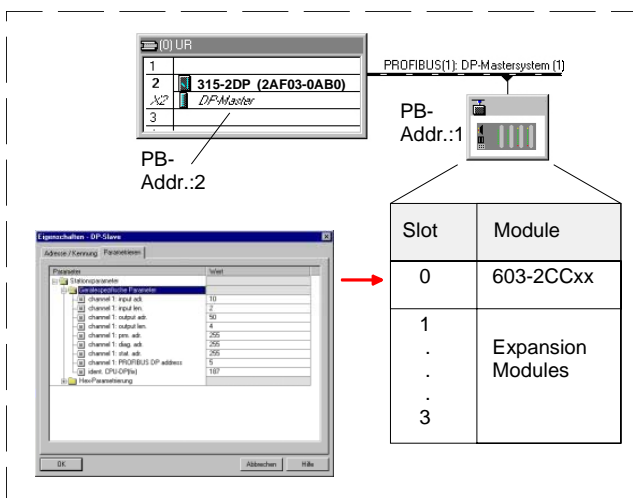 (0) UR
1
2 315-2DP (2AF03-0AB0)
X2 DP-Master
3
PROFIBUS(1): DP-Mastersystem (1)
PB-
Addr.:1
PB-
Addr.:2
Slot Module
0 603-2CCxx
1
.
.
.
3
Expansion
Modules
Eigenschaften - DP-Slave
Adresse / Kennung Parametrieren
Parameter Wert
Stationsparameter
Gerätespezifische Parameter
channel 1: input adr. 10
channel 1: input len. 2
channel 1: output adr. 50
channel 1: output len. 4
channel 1: prm. adr. 255
channel 1: diag. adr. 255
channel 1: stat. adr. 255
channel 1: PROFIBUS DP address 5
ident. CPU-DP(tle) 187
Hex-Parametrierung
OK Abbrechen Hilfe